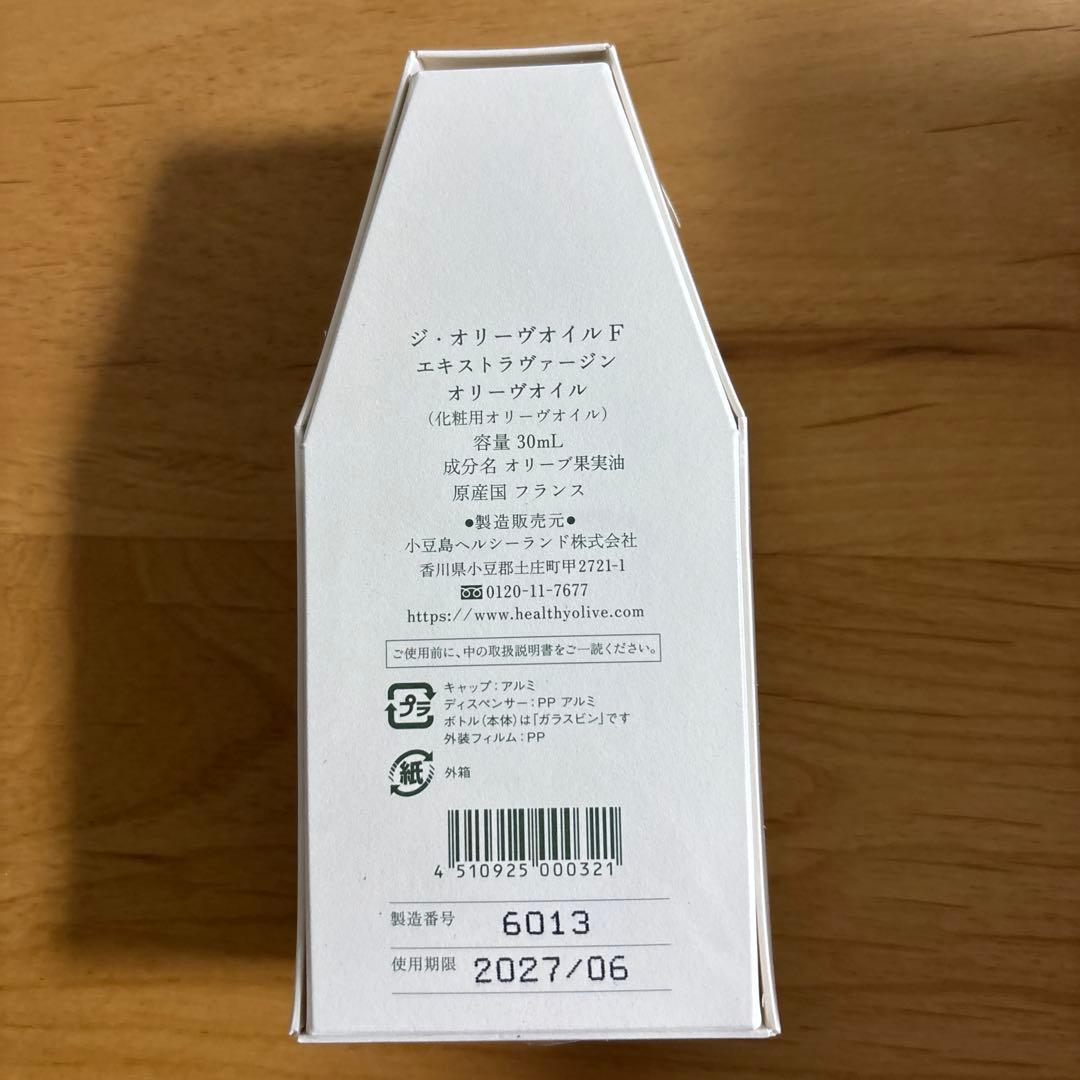 ジ・オリーヴオイル F
エキストラヴァージン
オリーヴオイル
(化粧用オリーヴオイル)
容量 30mL
成分名 オリーブ果実油
原産国 フランス
●製造販売元●
小豆島ヘルシーランド株式会社
香川県小豆郡土庄町甲2721-1
0120-11-7677
https://www.healthyolive.com
ご使用前に、中の取扱説明書をご一読ください。
プラ
キャップ：アルミ
ディスペンサー：PP アルミ
ボトル(本体)は「ガラスビン」です
外装フィルム：PP
紙 外箱
4 510925 000321
製造番号 6013
使用期限 2027/06